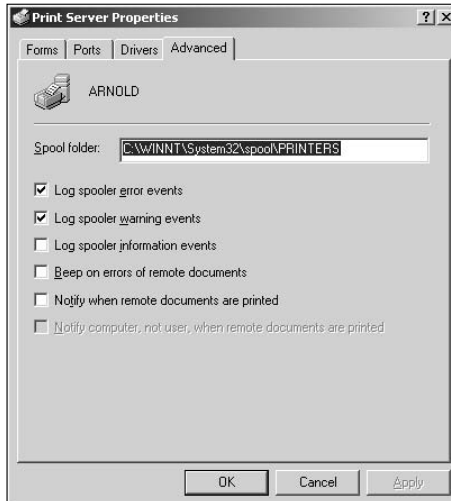 Print Server Properties
Forms Ports Drivers Advanced
ARNOLD
Spool folder: C:\WINNT\System32\spool\PRINTERS
Log spooler error events
Log spooler warning events
Log spooler information events
Beep on errors of remote documents
Notify when remote documents are printed
Notify computer, not user, when remote documents are printed
OK Cancel Apply